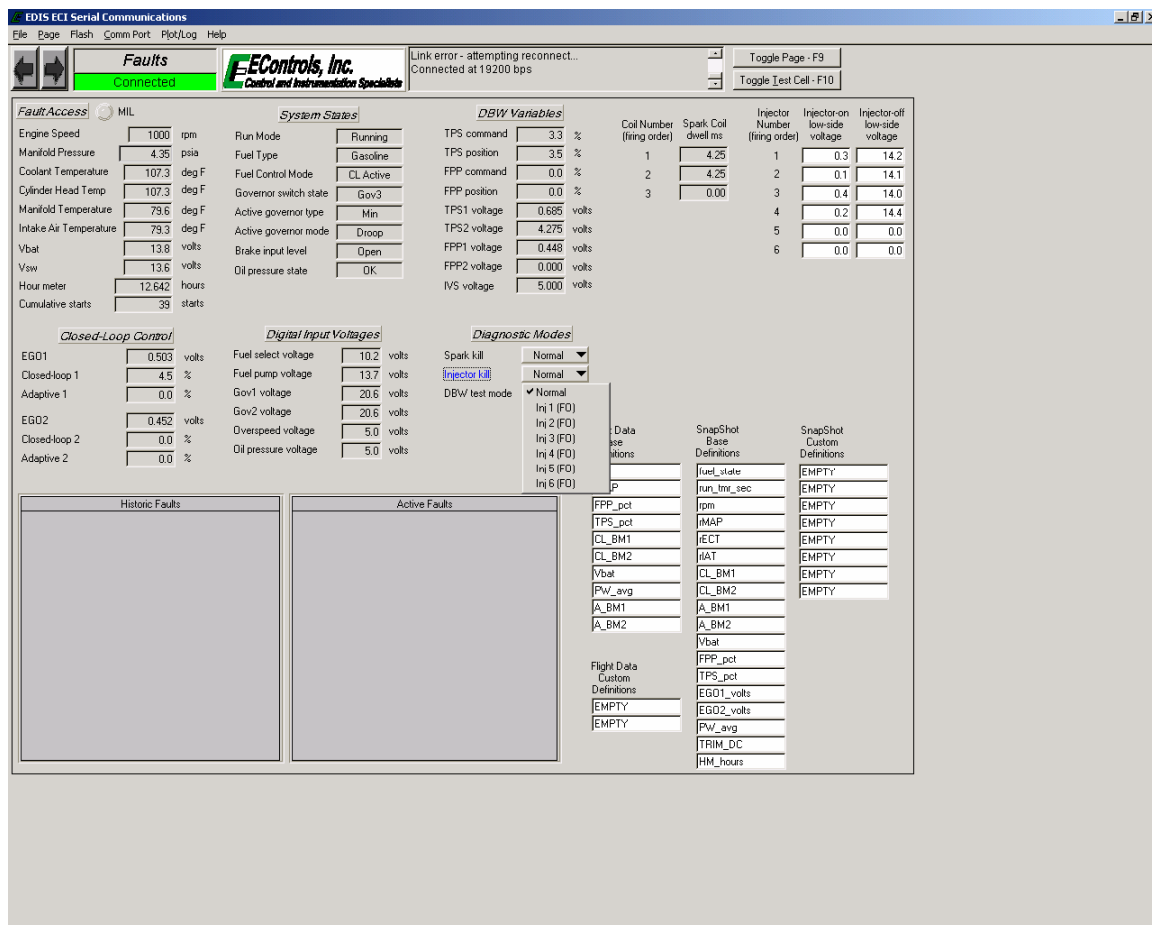 EDIS ECI Serial Communications
File Page Flash Comm Port Plot/Log Help
Faults
Connected
EControls, Inc.
Control and Instrumentation Specialists
Link error - attempting reconnect...
Connected at 19200 bps
Toggle Page - F9
Toggle Test Cell - F10
Fault Access MIL
Engine Speed 1000 rpm
Manifold Pressure 4.35 psia
Coolant Temperature 107.3 deg F
Cylinder Head Temp 107.3 deg F
Manifold Temperature 79.6 deg F
Intake Air Temperature 79.3 deg F
Vbat 13.8 volts
Vsw 13.6 volts
Hour meter 12.642 hours
Cumulative starts 39 starts
System States
Run Mode Running
Fuel Type Gasoline
Fuel Control Mode CL Active
Governor switch state Gov3
Active governor type Min
Active governor mode Droop
Brake input level Open
Oil pressure state OK
DBW Variables
TPS command 3.3 %
TPS position 3.5 %
FPP command 0.0 %
FPP position 0.0 %
TPS1 voltage 0.685 volts
TPS2 voltage 4.275 volts
FPP1 voltage 0.448 volts
FPP2 voltage 0.000 volts
IVS voltage 5.000 volts
Coil Number (firing order) Spark Coil dwell ms
1 4.25
2 4.25
3 0.00
Injector Number (firing order) Injector-on low-side voltage Injector-off low-side voltage
1 0.3 14.2
2 0.1 14.1
3 0.4 14.0
4 0.2 14.4
5 0.0 0.0
6 0.0 0.0
Closed-Loop Control
EGO1 0.503 volts
Closed-loop 1 4.5 %
Adaptive 1 0.0 %
EGO2 0.452 volts
Closed-loop 2 0.0 %
Adaptive 2 0.0 %
Digital Input Voltages
Fuel select voltage 10.2 volts
Fuel pump voltage 13.7 volts
Gov1 voltage 20.6 volts
Gov2 voltage 20.6 volts
Overspeed voltage 5.0 volts
Oil pressure voltage 5.0 volts
Diagnostic Modes
Spark kill Normal
Injector kill Normal
DBW test mode
Normal
Inj 1 (FO)
Inj 2 (FO)
Inj 3 (FO)
Inj 4 (FO)
Inj 5 (FO)
Inj 6 (FO)
Historic Faults
Active Faults
Data
FPP_pct
TPS_pct
CL_BM1
CL_BM2
Vbat
PW_avg
A_BM1
A_BM2
Flight Data
Custom
Definitions
EMPTY
EMPTY
SnapShot
Base
Definitions
fuel_state
run_tmr_sec
rpm
rMAP
rECT
rIAT
CL_BM1
CL_BM2
A_BM1
A_BM2
Vbat
FPP_pct
TPS_pct
EGO1_volts
EGO2_volts
PW_avg
TRIM_DC
HM_hours
SnapShot
Custom
Definitions
EMPTY
EMPTY
EMPTY
EMPTY
EMPTY
EMPTY
EMPTY
EMPTY